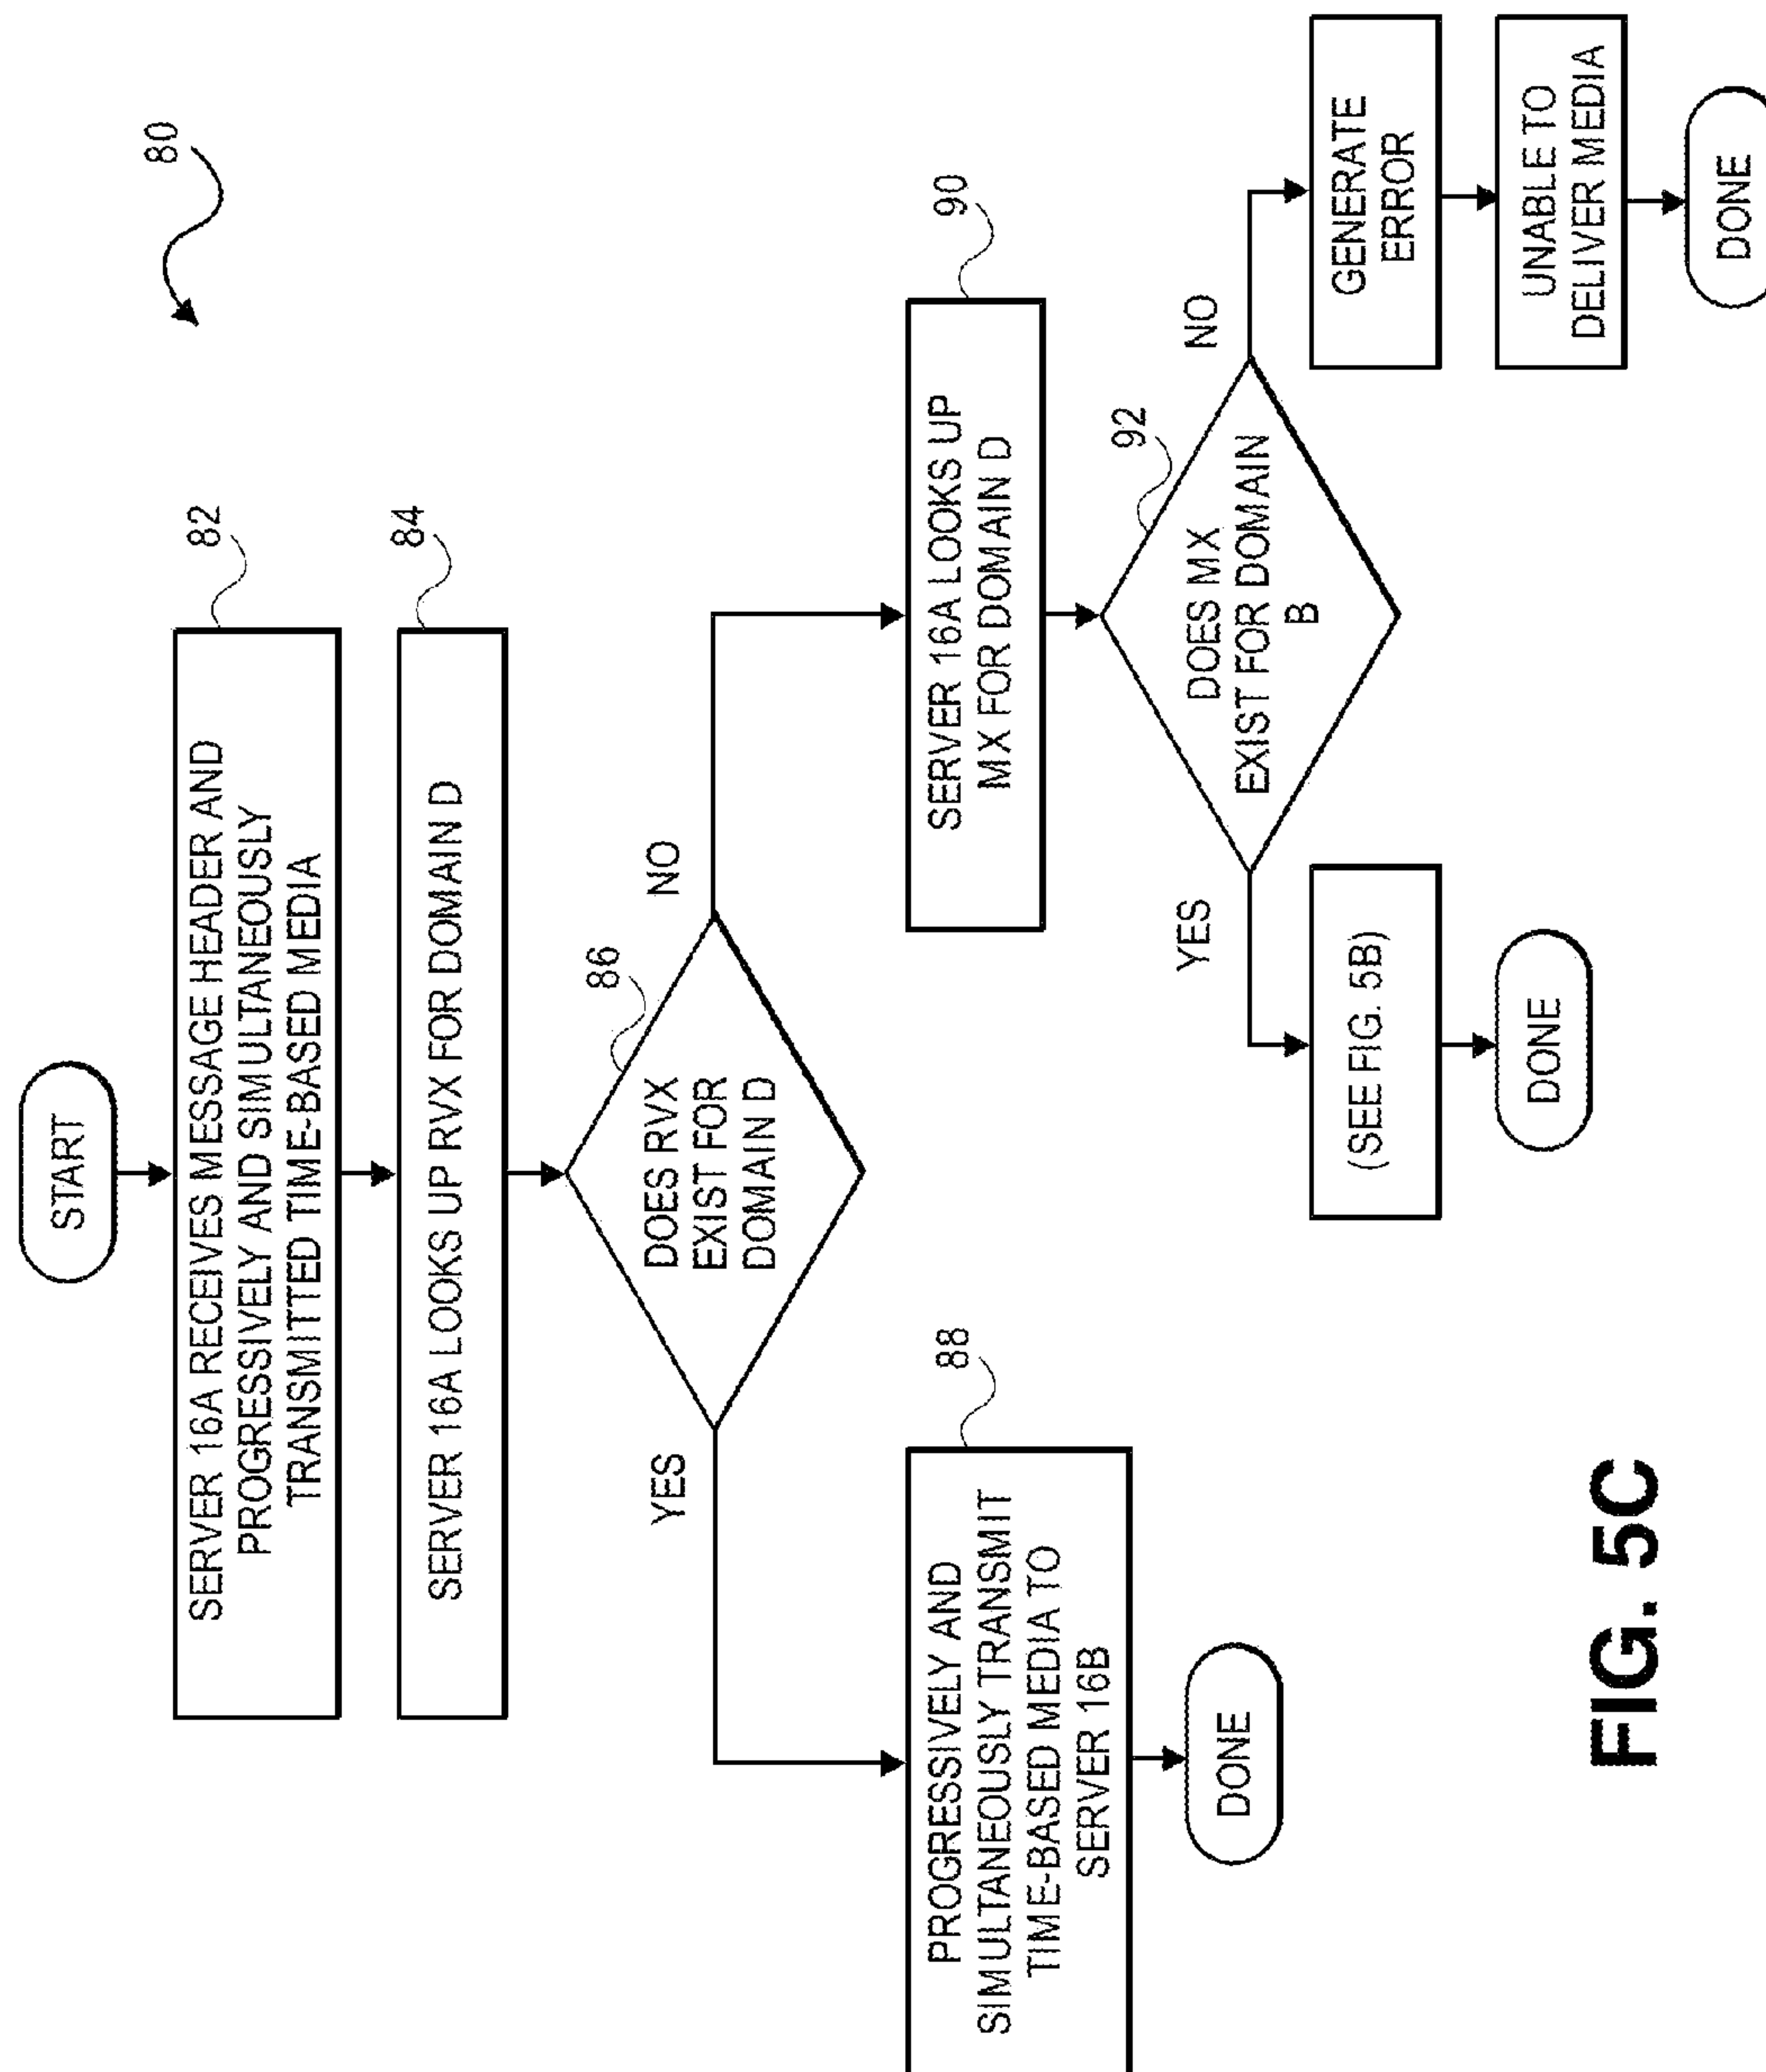 80
START
82
SERVER 16A RECEIVES MESSAGE HEADER AND
PROGRESSIVELY AND SIMULTANEOUSLY
TRANSMITTED TIME-BASED MEDIA
84
SERVER 16A LOOKS UP RVX FOR DOMAIN D
86
DOES RVX
EXIST FOR
DOMAIN D
YES
NO
88
PROGRESSIVELY AND
SIMULTANEOUSLY TRANSMIT
TIME-BASED MEDIA TO
SERVER 16B
DONE
90
SERVER 16A LOOKS UP
MX FOR DOMAIN D
92
DOES MX
EXIST FOR DOMAIN
B
YES
NO
(SEE FIG. 5B)
DONE
GENERATE
ERROR
UNABLE TO
DELIVER MEDIA
DONE
FIG. 5C